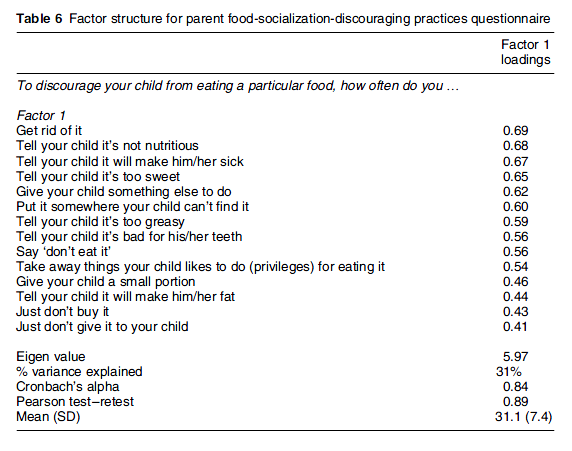 Table 6 Factor structure for parent food-socialization-discouraging practices questionnaire
Factor 1
loadings
To discourage your child from eating a particular food, how often do you …
Factor 1
Get rid of it 0.69
Tell your child it's not nutritious 0.68
Tell your child it will make him/her sick 0.67
Tell your child it's too sweet 0.65
Give your child something else to do 0.62
Put it somewhere your child can't find it 0.60
Tell your child it's too greasy 0.59
Tell your child it's bad for his/her teeth 0.56
Say 'don't eat it' 0.56
Take away things your child likes to do (privileges) for eating it 0.54
Give your child a small portion 0.46
Tell your child it will make him/her fat 0.44
Just don't buy it 0.43
Just don't give it to your child 0.41
Eigen value 5.97
% variance explained 31%
Cronbach's alpha 0.84
Pearson test–retest 0.89
Mean (SD) 31.1 (7.4)